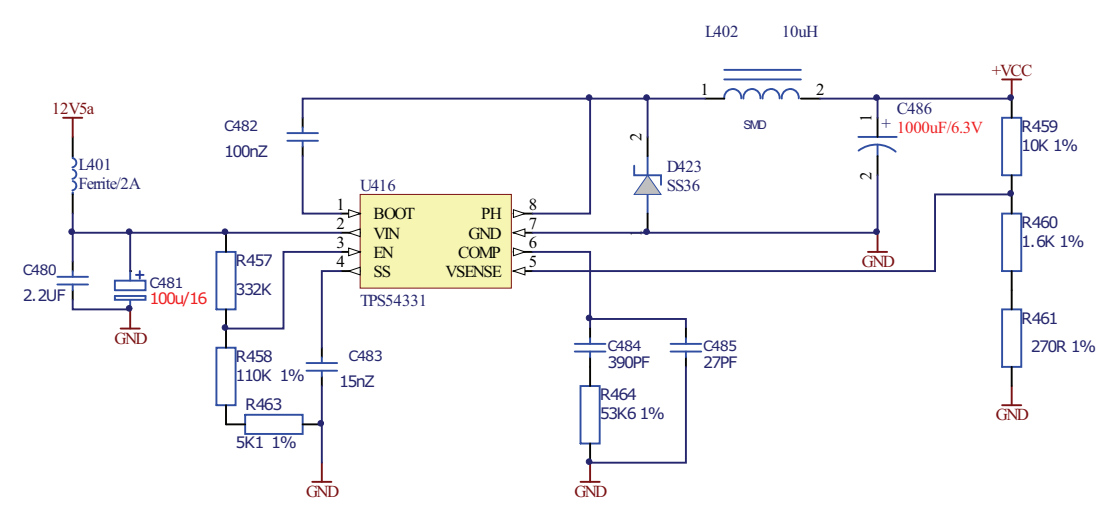 L402 10uH
+VCC
12V5a
1 2
SMD
C482
100nZ
1
+
C486
1000uF/6.3V
2
R459
10K 1%
L401
Ferrite/2A
2
D423
SS36
U416
1 BOOT PH 8
2 VIN GND 7
3 EN COMP 6
4 SS VSENSE 5
TPS54331
R460
1.6K 1%
GND
C480
2.2UF
+
C481
100u/16
GND
R457
332K
R461
270R 1%
R458
110K 1%
C483
15nZ
C484
390PF
C485
27PF
R463
5K1 1%
R464
53K6 1%
GND
GND
GND